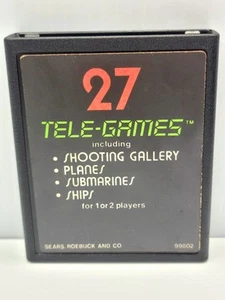 27
TELE-GAMES™
including
• SHOOTING GALLERY
• PLANES
• SUBMARINES
• SHIPS
for 1 or 2 players
SEARS, ROEBUCK AND CO 99802